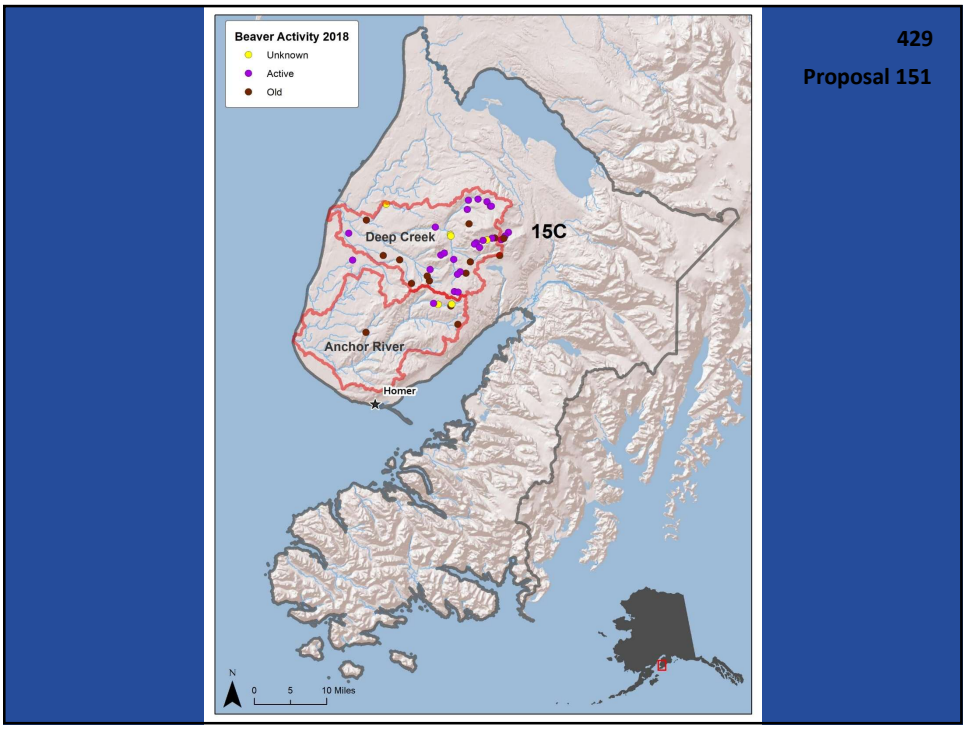 Beaver Activity 2018
Unknown
Active
Old
429
Proposal 151
Deep Creek
15C
Anchor River
Homer
N
0 5 10 Miles